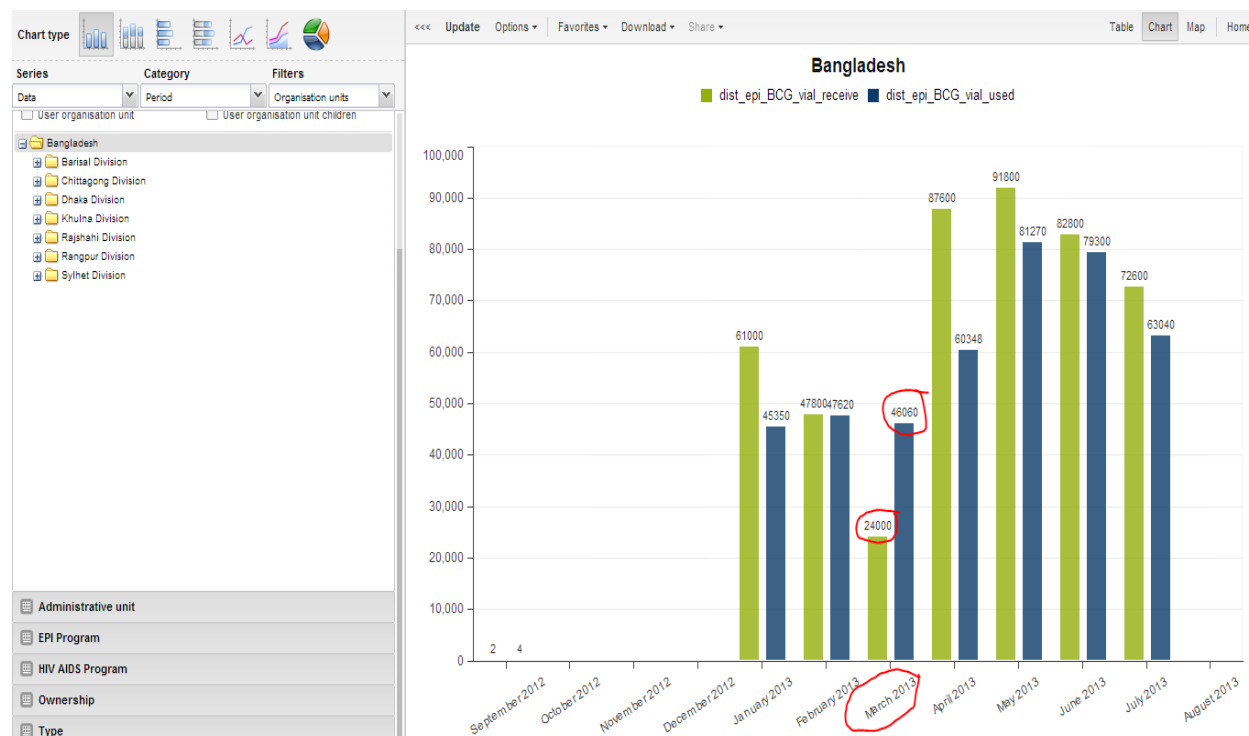 Chart type
<<< Update Options Favorites Download Share Table Chart Map Home
Series Category Filters
Data Period Organisation units
User organisation unit User organisation unit children
Bangladesh
Barisal Division
Chittagong Division
Dhaka Division
Khulna Division
Rajshahi Division
Rangpur Division
Sylhet Division
Administrative unit
EPI Program
HIV AIDS Program
Ownership
Type
Bangladesh
dist_epi_BCG_vial_receive dist_epi_BCG_vial_used
100,000
90,000
80,000
70,000
60,000
50,000
40,000
30,000
20,000
10,000
0
2 4
61000 45350
47800 47620
24000 46060
87600 60348
91800 81270
82800 79300
72600 63040
September 2012 October 2012 November 2012 December 2012 January 2013 February 2013 March 2013 April 2013 May 2013 June 2013 July 2013 August 2013